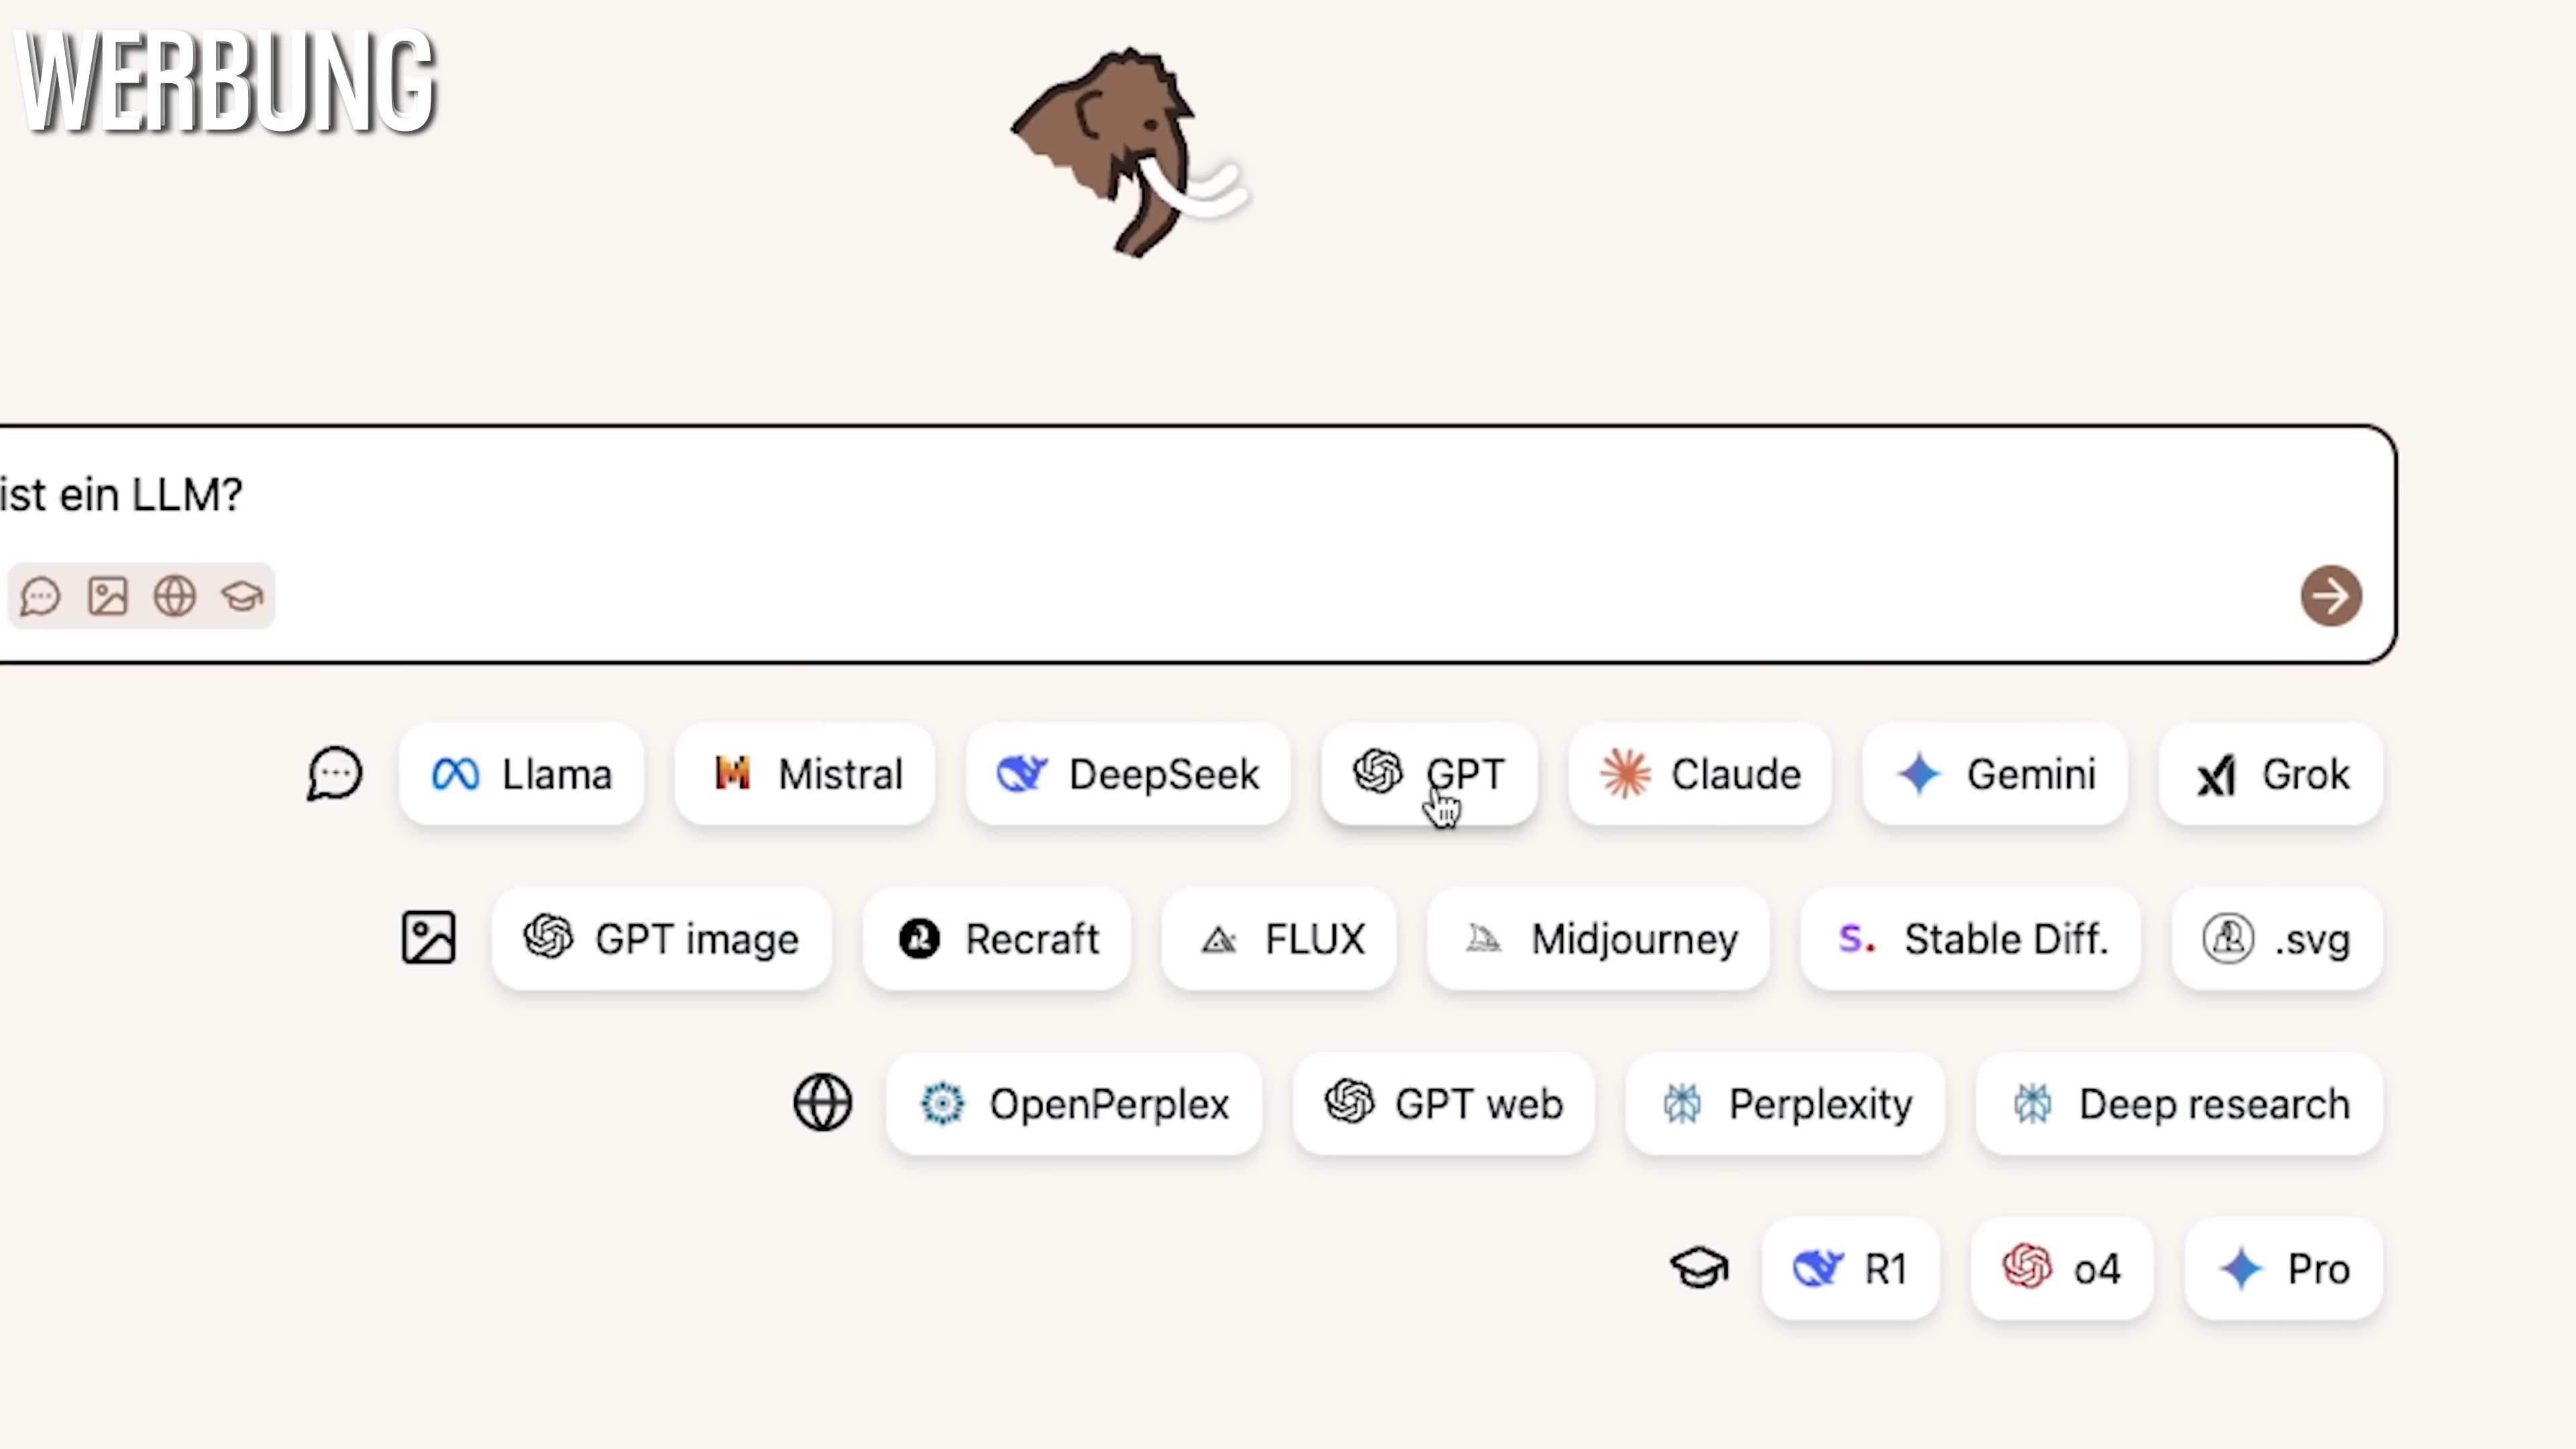 WERBUNG
ist ein LLM?
Llama Mistral DeepSeek GPT Claude Gemini Grok
GPT image Recraft FLUX Midjourney Stable Diff. .svg
OpenPerplex GPT web Perplexity Deep research
R1 o4 Pro